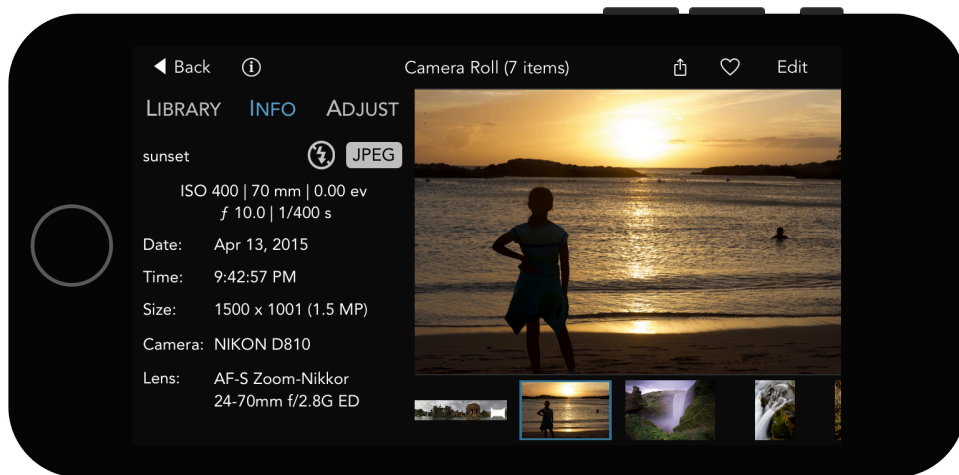 Back
Camera Roll (7 items)
Edit
LIBRARY INFO ADJUST
sunset
JPEG
ISO 400 | 70 mm | 0.00 ev
ƒ 10.0 | 1/400 s
Date: Apr 13, 2015
Time: 9:42:57 PM
Size: 1500 x 1001 (1.5 MP)
Camera: NIKON D810
Lens: AF-S Zoom-Nikkor
24-70mm f/2.8G ED